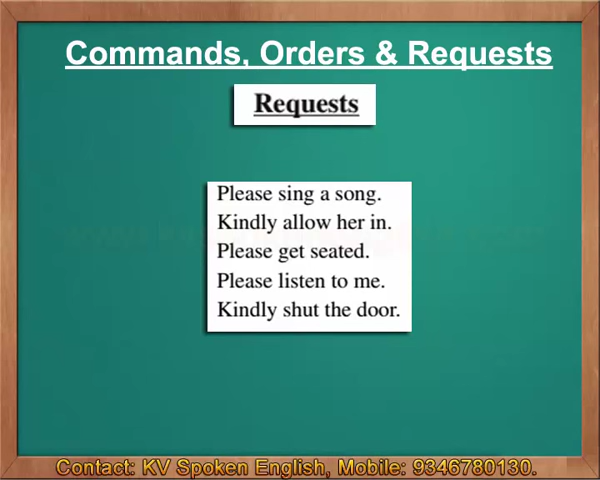 Commands, Orders & Requests
Requests
Please sing a song.
Kindly allow her in.
Please get seated.
Please listen to me.
Kindly shut the door.
Contact: KV Spoken English, Mobile: 9346780130.